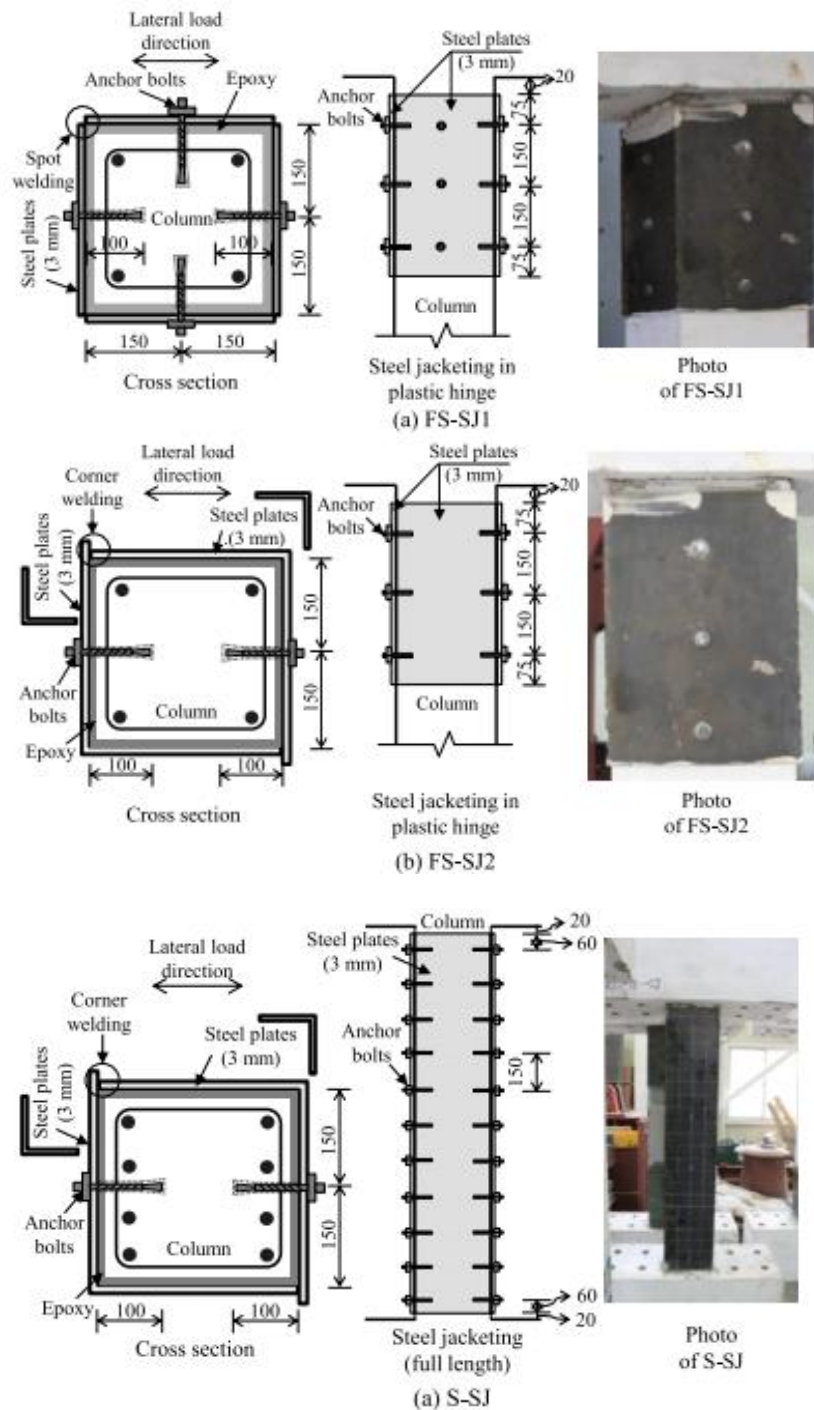 Lateral load
direction
Anchor bolts
Epoxy
Spot
welding
Steel plates
(3 mm)
Column
100
100
150
150
150
150
Cross section
Steel plates
(3 mm)
Anchor
bolts
20
75
150
150
75
Column
Steel jacketing in
plastic hinge
Photo
of FS-SJ1
(a) FS-SJ1
Lateral load
direction
Corner
welding
Steel plates
(3 mm)
Steel plates
(3 mm)
150
150
Anchor
bolts
Column
Epoxy
100
100
Cross section
Steel plates
(3 mm)
Anchor
bolts
20
75
150
150
75
Column
Steel jacketing in
plastic hinge
Photo
of FS-SJ2
(b) FS-SJ2
Lateral load
direction
Corner
welding
Steel plates
(3 mm)
Steel plates
(3 mm)
150
150
Anchor
bolts
Column
Epoxy
100
100
Cross section
Column
Steel plates
(3 mm)
Anchor
bolts
20
60
150
60
20
Steel jacketing
(full length)
Photo
of S-SJ
(a) S-SJ